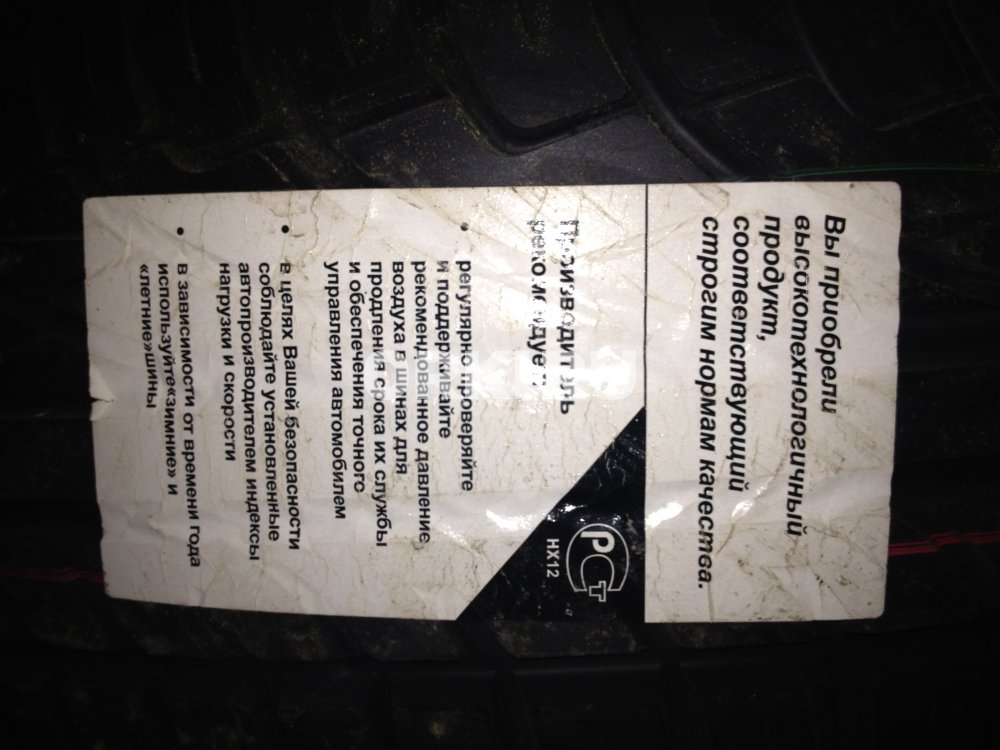 Вы приобрели
высокотехнологичный
продукт,
соответствующий
строгим нормам качества.
РСТ
НХ12
Производитель
рекомендует:
• регулярно проверяйте
и поддерживайте
рекомендованное давление
воздуха в шинах для
продления срока их службы
и обеспечения точного
управления автомобилем
• в целях Вашей безопасности
соблюдайте установленные
автопроизводителем индексы
нагрузки и скорости
• в зависимости от времени года
используйте«зимние» и
«летние»шины